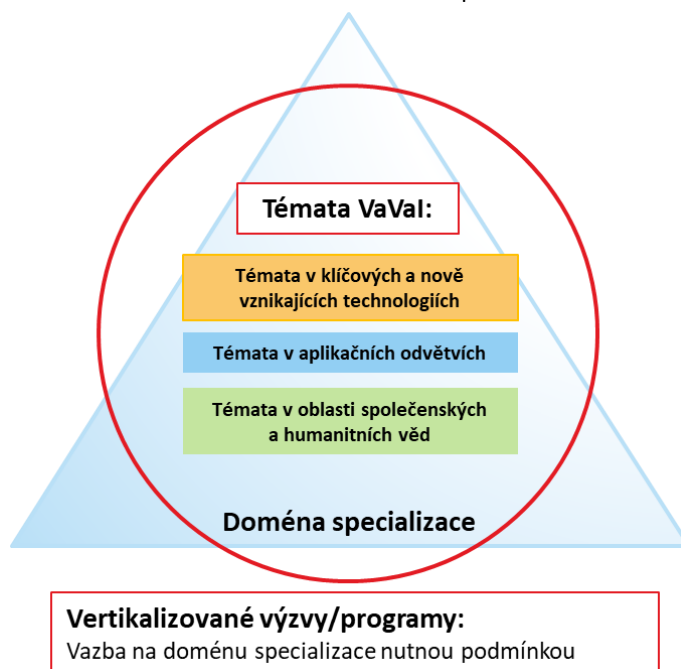 Témata VaVaI:
Témata v klíčových a nově
vznikajících technologiích
Témata v aplikačních odvětvích
Témata v oblasti společenských
a humanitních věd
Doména specializace
Vertikalizované výzvy/programy:
Vazba na doménu specializace nutnou podmínkou